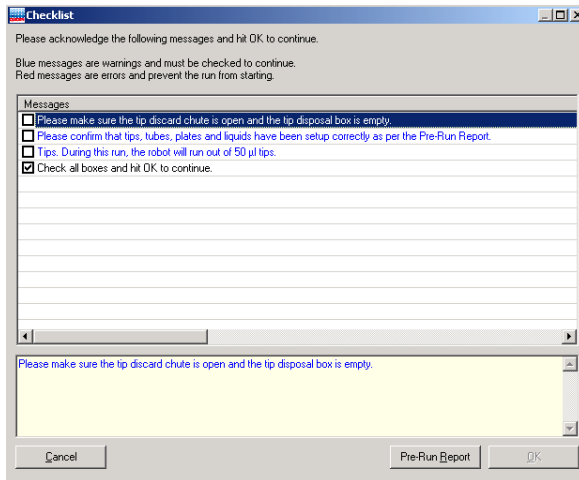 Checklist
Please acknowledge the following messages and hit OK to continue.
Blue messages are warnings and must be checked to continue.
Red messages are errors and prevent the run from starting.
Messages
Please make sure the tip discard chute is open and the tip disposal box is empty.
Please confirm that tips, tubes, plates and liquids have been setup correctly as per the Pre-Run Report.
Tips. During this run, the robot will run out of 50 µl tips.
Check all boxes and hit OK to continue.
Please make sure the tip discard chute is open and the tip disposal box is empty.
Cancel
Pre-Run Report
OK